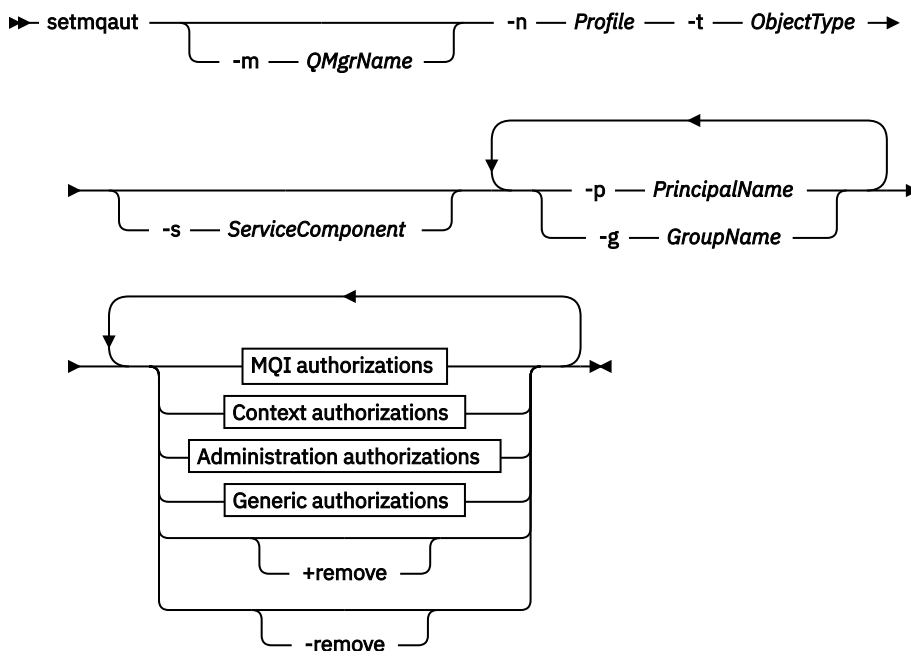 setmqaut -n Profile -t ObjectType
-m QMgrName
-p PrincipalName
-s ServiceComponent
-g GroupName
MQI authorizations
Context authorizations
Administration authorizations
Generic authorizations
+remove
-remove